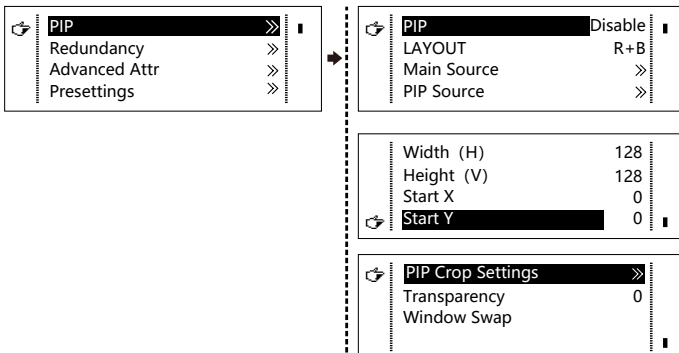 PIP »
Redundancy »
Advanced Attr »
Presettings »
PIP Disable
LAYOUT R+B
Main Source »
PIP Source »
Width (H) 128
Height (V) 128
Start X 0
Start Y 0
PIP Crop Settings »
Transparency 0
Window Swap